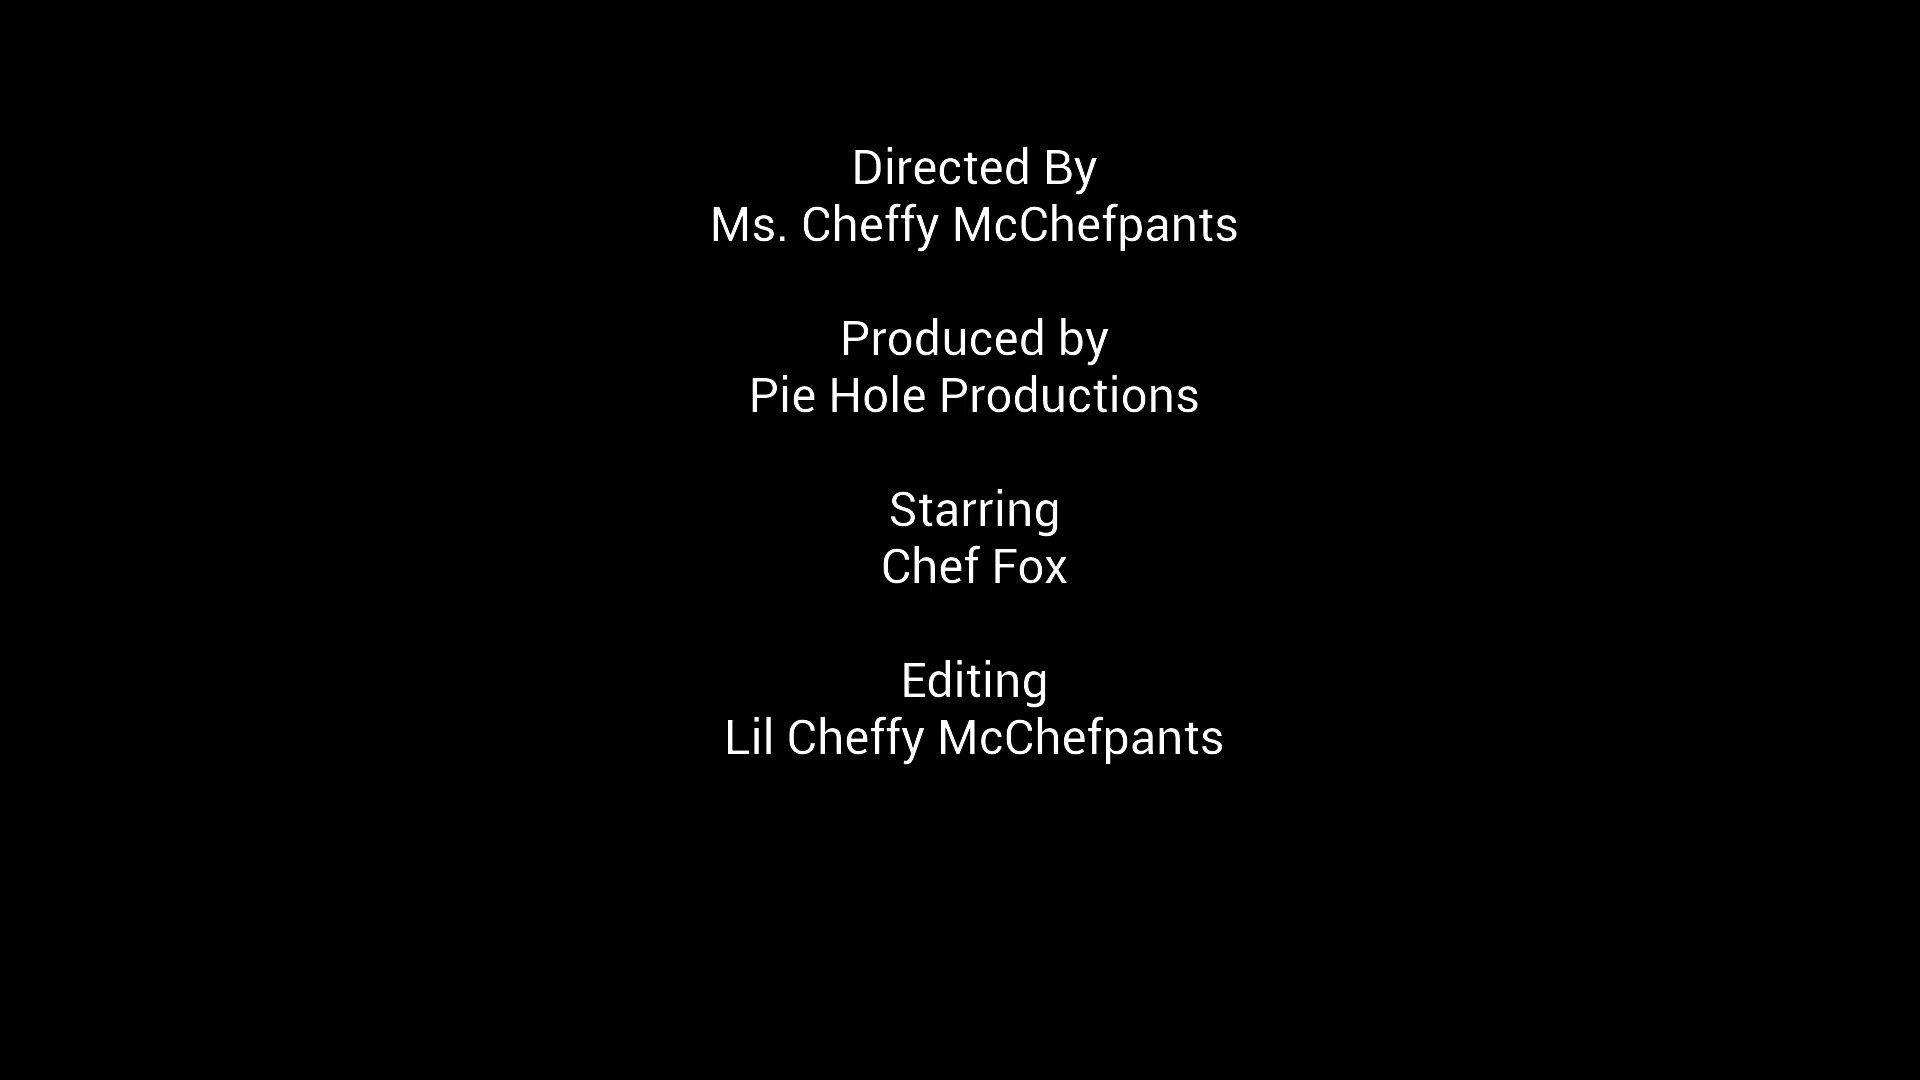 Directed By
Ms. Cheffy McChefpants
Produced by
Pie Hole Productions
Starring
Chef Fox
Editing
Lil Cheffy McChefpants